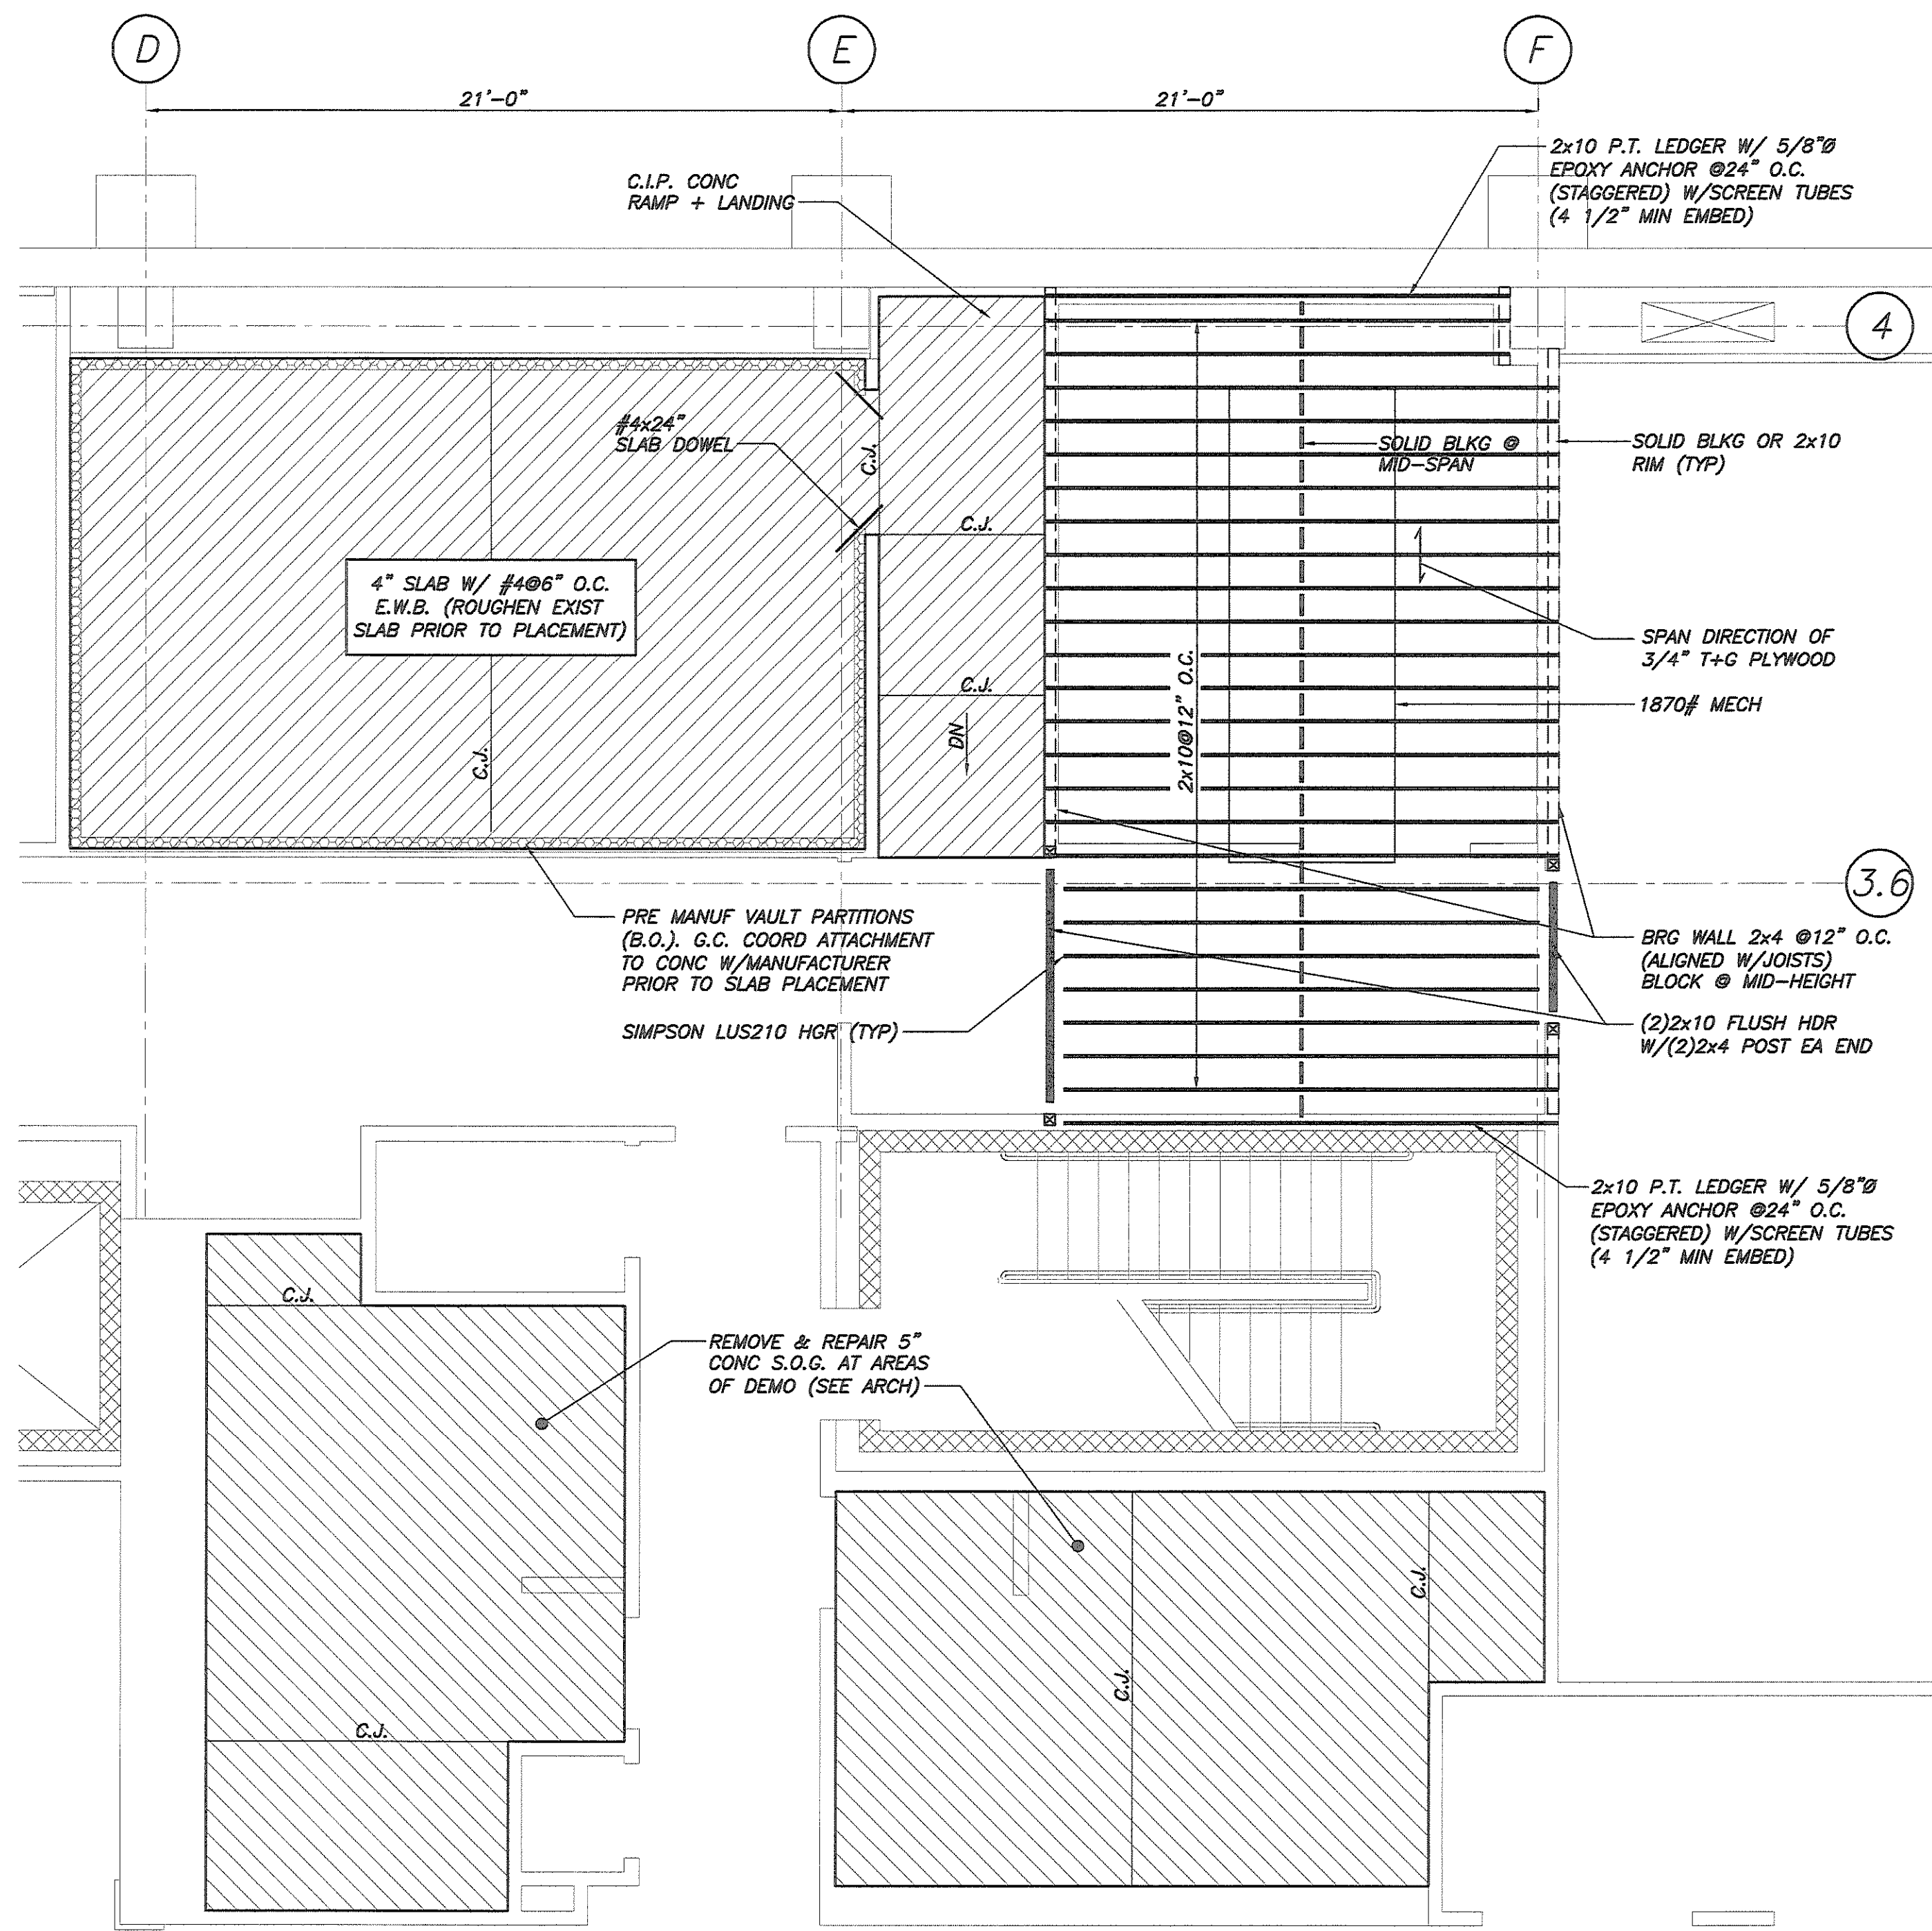 D
E
F
21'-0"
21'-0"
2x10 P.T. LEDGER W/ 5/8"Ø
EPOXY ANCHOR @24" O.C.
(STAGGERED) W/SCREEN TUBES
(4 1/2" MIN EMBED)
C.I.P. CONC
RAMP + LANDING
4
#4x24"
SLAB DOWEL
C.J.
SOLID BLKG @
MID-SPAN
SOLID BLKG OR 2x10
RIM (TYP)
C.J.
4" SLAB W/ #4@6" O.C.
E.W.B. (ROUGHEN EXIST
SLAB PRIOR TO PLACEMENT)
SPAN DIRECTION OF
3/4" T+G PLYWOOD
C.J.
2x10@12" O.C.
1870# MECH
DN
C.J.
3.6
PRE MANUF VAULT PARTITIONS
(B.O.). G.C. COORD ATTACHMENT
TO CONC W/MANUFACTURER
PRIOR TO SLAB PLACEMENT
BRG WALL 2x4 @12" O.C.
(ALIGNED W/JOISTS)
BLOCK @ MID-HEIGHT
SIMPSON LUS210 HGR (TYP)
(2)2x10 FLUSH HDR
W/(2)2x4 POST EA END
2x10 P.T. LEDGER W/ 5/8"Ø
EPOXY ANCHOR @24" O.C.
(STAGGERED) W/SCREEN TUBES
(4 1/2" MIN EMBED)
C.J.
REMOVE & REPAIR 5"
CONC S.O.G. AT AREAS
OF DEMO (SEE ARCH)
C.J.
C.J.
C.J.